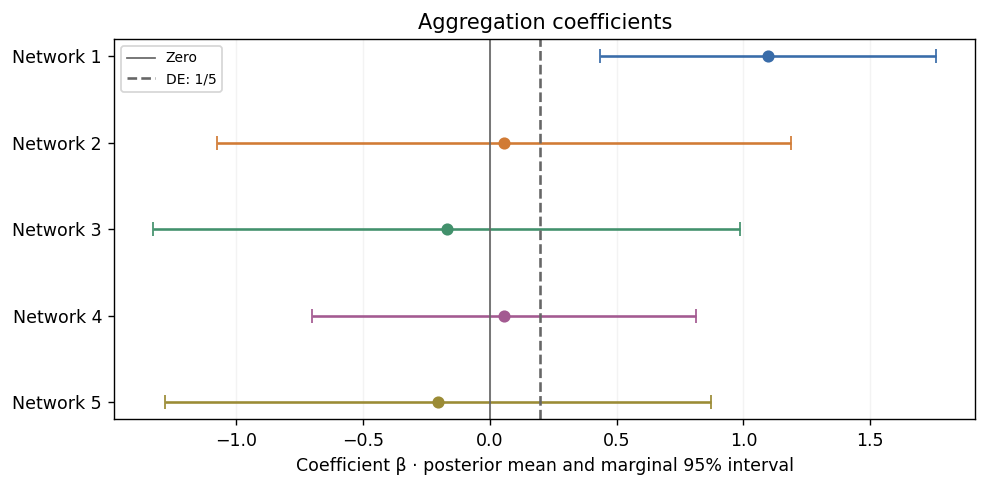 Aggregation coefficients
Zero
DE: 1/5
Network 1
Network 2
Network 3
Network 4
Network 5
−1.0 −0.5 0.0 0.5 1.0 1.5
Coefficient β · posterior mean and marginal 95% interval